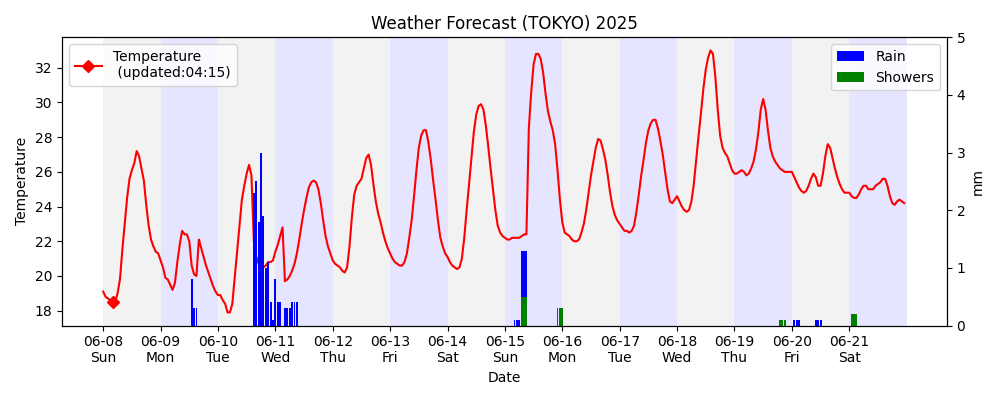 Weather Forecast (TOKYO) 2025
Temperature
(updated:04:15)
Rain
Showers
Temperature
32
30
28
26
24
22
20
18
5
4
3
2
1
0
mm
06-08 06-09 06-10 06-11 06-12 06-13 06-14 06-15 06-16 06-17 06-18 06-19 06-20 06-21
Sun Mon Tue Wed Thu Fri Sat Sun Mon Tue Wed Thu Fri Sat
Date